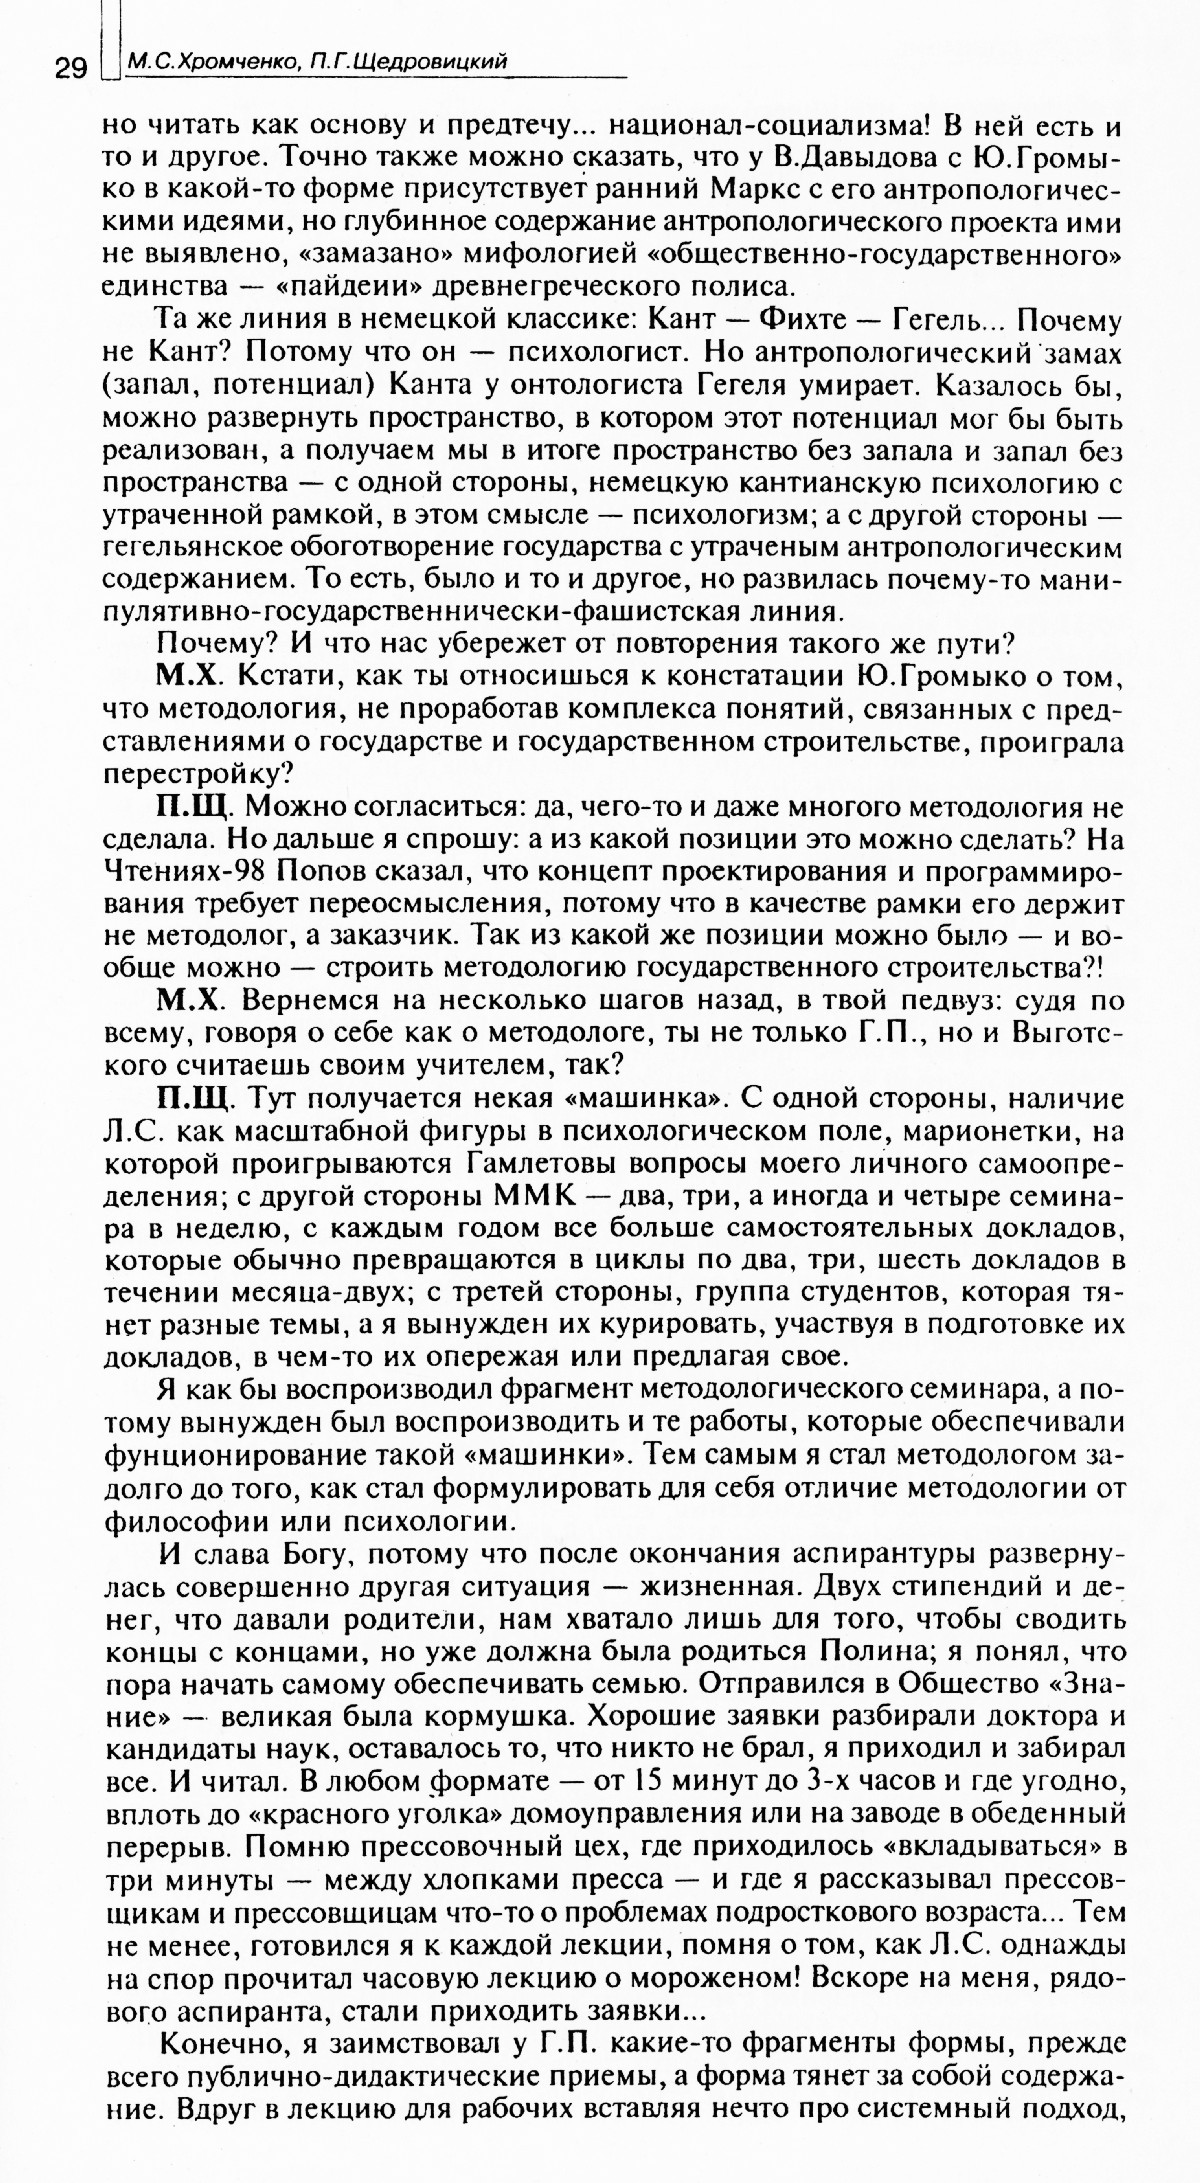 29
М.С.Хромченко, П.Г.Щедровицкий
но читать как основу и предтечу... национал-социализма! В ней есть и
то и другое. Точно также можно сказать, что у В.Давыдова с Ю.Громы-
ко в какой-то форме присутствует ранний Маркс с его антропологичес-
кими идеями, но глубинное содержание антропологического проекта ими
не выявлено, «замазано» мифологией «общественно-государственного»
единства — «пайдеии» древнегреческого полиса.
Та же линия в немецкой классике: Кант — Фихте — Гегель... Почему
не Кант? Потому что он — психологист. Но антропологический замах
(запал, потенциал) Канта у онтологиста Гегеля умирает. Казалось бы,
можно развернуть пространство, в котором этот потенциал мог бы быть
реализован, а получаем мы в итоге пространство без запала и запал без
пространства — с одной стороны, немецкую кантианскую психологию с
утраченной рамкой, в этом смысле — психологизм; а с другой стороны —
гегельянское обоготворение государства с утраченым антропологическим
содержанием. То есть, было и то и другое, но развилась почему-то мани-
пулятивно-государственнически-фашистская линия.
Почему? И что нас убережет от повторения такого же пути?
М.Х. Кстати, как ты относишься к констатации Ю.Громыко о том,
что методология, не проработав комплекса понятий, связанных с пред-
ставлениями о государстве и государственном строительстве, проиграла
перестройку?
П.Щ. Можно согласиться: да, чего-то и даже многого методология не
сделала. Но дальше я спрошу: а из какой позиции это можно сделать? На
Чтениях-98 Попов сказал, что концепт проектирования и программиро-
вания требует переосмысления, потому что в качестве рамки его держит
не методолог, а заказчик. Так из какой же позиции можно было — и во-
обще можно — строить методологию государственного строительства?!
М.Х. Вернемся на несколько шагов назад, в твой педвуз: судя по
всему, говоря о себе как о методологе, ты не только Г.П., но и Выготс-
кого считаешь своим учителем, так?
П.Щ. Тут получается некая «машинка». С одной стороны, наличие
Л.С. как масштабной фигуры в психологическом поле, марионетки, на
которой проигрываются Гамлетовы вопросы моего личного самоопре-
деления; с другой стороны ММК — два, три, а иногда и четыре семина-
ра в неделю, с каждым годом все больше самостоятельных докладов,
которые обычно превращаются в циклы по два, три, шесть докладов в
течении месяца-двух; с третей стороны, группа студентов, которая тя-
нет разные темы, а я вынужден их курировать, участвуя в подготовке их
докладов, в чем-то их опережая или предлагая свое.
Я как бы воспроизводил фрагмент методологического семинара, а по-
тому вынужден был воспроизводить и те работы, которые обеспечивали
фунционирование такой «машинки». Тем самым я стал методологом за-
долго до того, как стал формулировать для себя отличие методологии от
философии или психологии.
И слава Богу, потому что после окончания аспирантуры разверну-
лась совершенно другая ситуация — жизненная. Двух стипендий и де-
нег, что давали родители, нам хватало лишь для того, чтобы сводить
концы с концами, но уже должна была родиться Полина; я понял, что
пора начать самому обеспечивать семью. Отправился в Общество «Зна-
ние» — великая была кормушка. Хорошие заявки разбирали доктора и
кандидаты наук, оставалось то, что никто не брал, я приходил и забирал
все. И читал. В любом формате — от 15 минут до 3-х часов и где угодно,
вплоть до «красного уголка» домоуправления или на заводе в обеденный
перерыв. Помню прессовочный цех, где приходилось «вкладываться» в
три минуты — между хлопками пресса — и где я рассказывал прессов-
щикам и прессовщицам что-то о проблемах подросткового возраста... Тем
не менее, готовился я к каждой лекции, помня о том, как Л.С. однажды
на спор прочитал часовую лекцию о мороженом! Вскоре на меня, рядо-
вого аспиранта, стали приходить заявки...
Конечно, я заимствовал у Г.П. какие-то фрагменты формы, прежде
всего публично-дидактические приемы, а форма тянет за собой содержа-
ние. Вдруг в лекцию для рабочих вставляя нечто про системный подход,